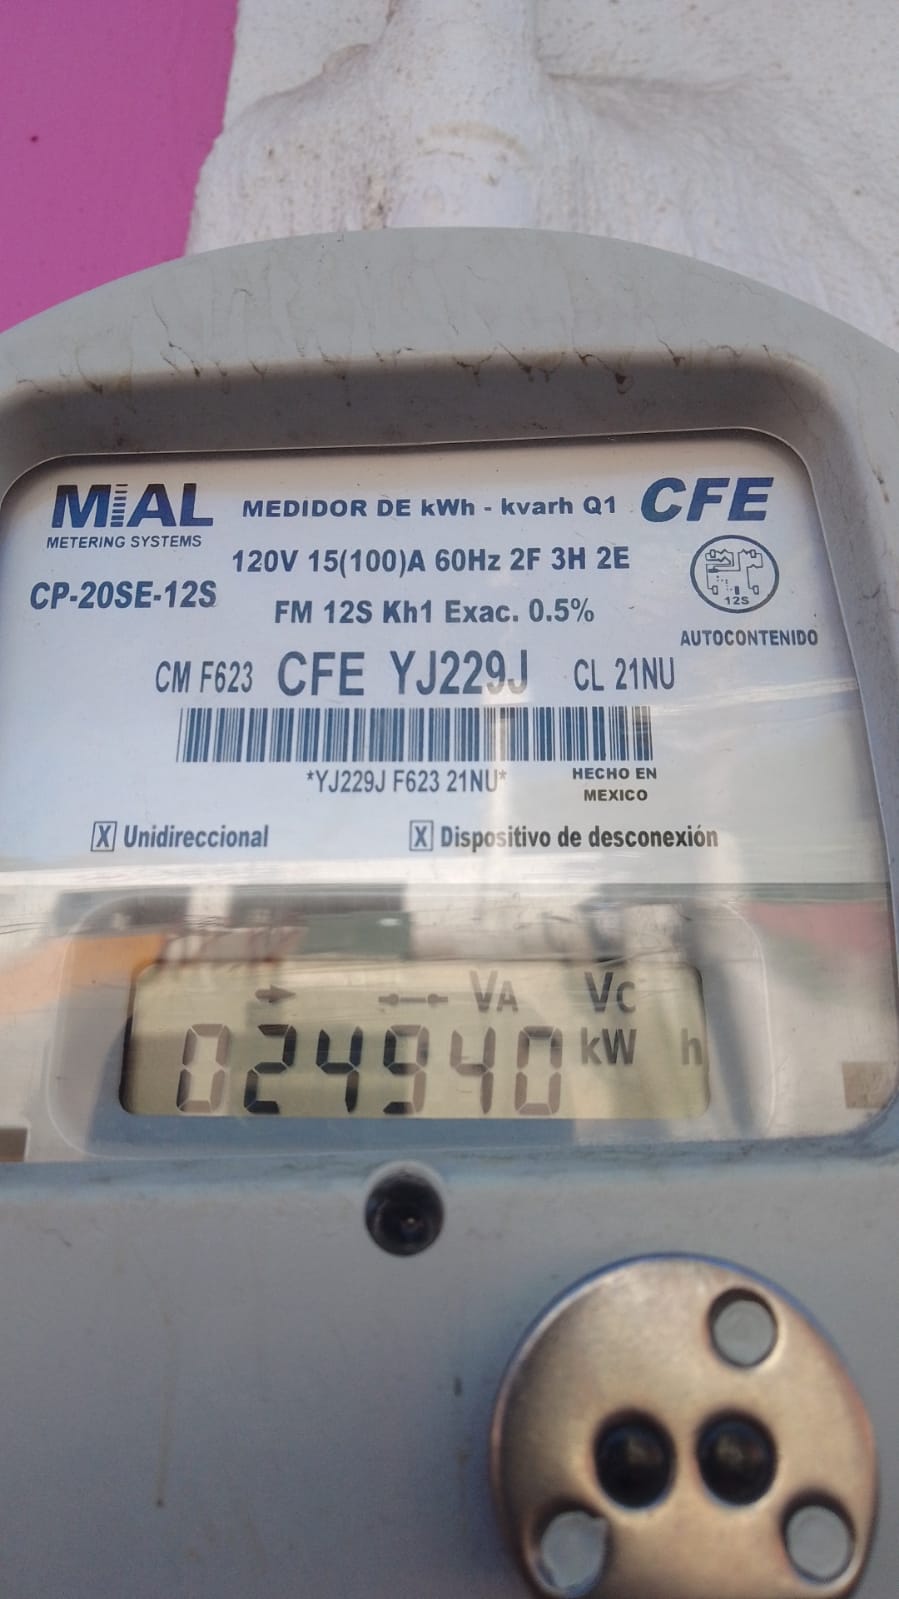 MIAL
METERING SYSTEMS
MEDIDOR DE kWh - kvarh Q1
CFE
120V 15(100)A 60Hz 2F 3H 2E
CP-20SE-12S
FM 12S Kh1 Exac. 0.5%
12S
AUTOCONTENIDO
CM F623 CFE YJ229J CL 21NU
*YJ229J F623 21NU*
HECHO EN
MEXICO
X Unidireccional X Dispositivo de desconexión
VA VC
024940 kW h